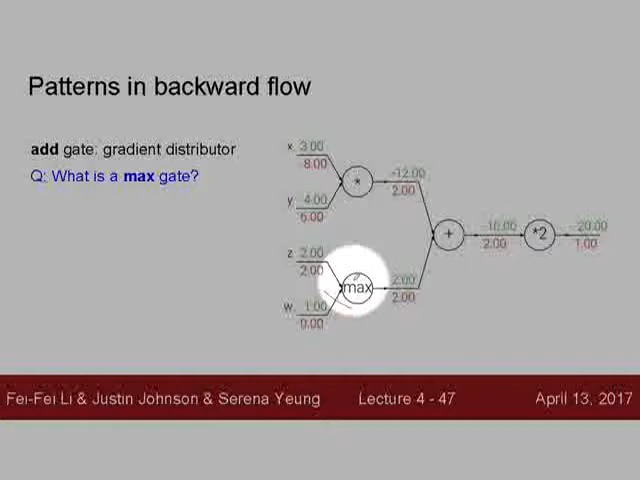 Patterns in backward flow
add gate: gradient distributor
Q: What is a max gate?
x 3.00
8.00
y 4.00
6.00
*
-12.00
2.00
z 2.00
2.00
w 1.00
0.00
max
2.00
2.00
+
-10.00
2.00
*2
-20.00
1.00
Fei-Fei Li & Justin Johnson & Serena Yeung
Lecture 4 - 47
April 13, 2017